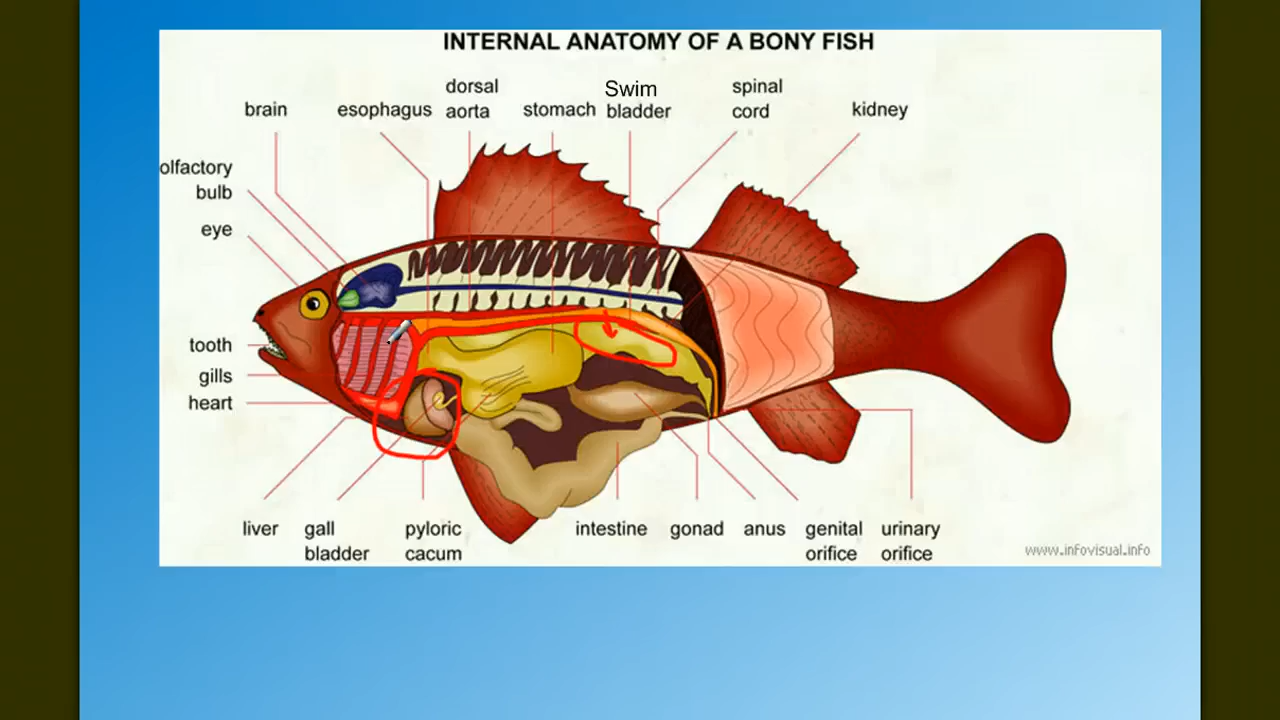 INTERNAL ANATOMY OF A BONY FISH
brain
esophagus
dorsal
aorta
stomach
Swim
bladder
spinal
cord
kidney
olfactory
bulb
eye
tooth
gills
heart
liver
gall
bladder
pyloric
cacum
intestine
gonad
anus
genital
orifice
urinary
orifice
www.infovisual.info